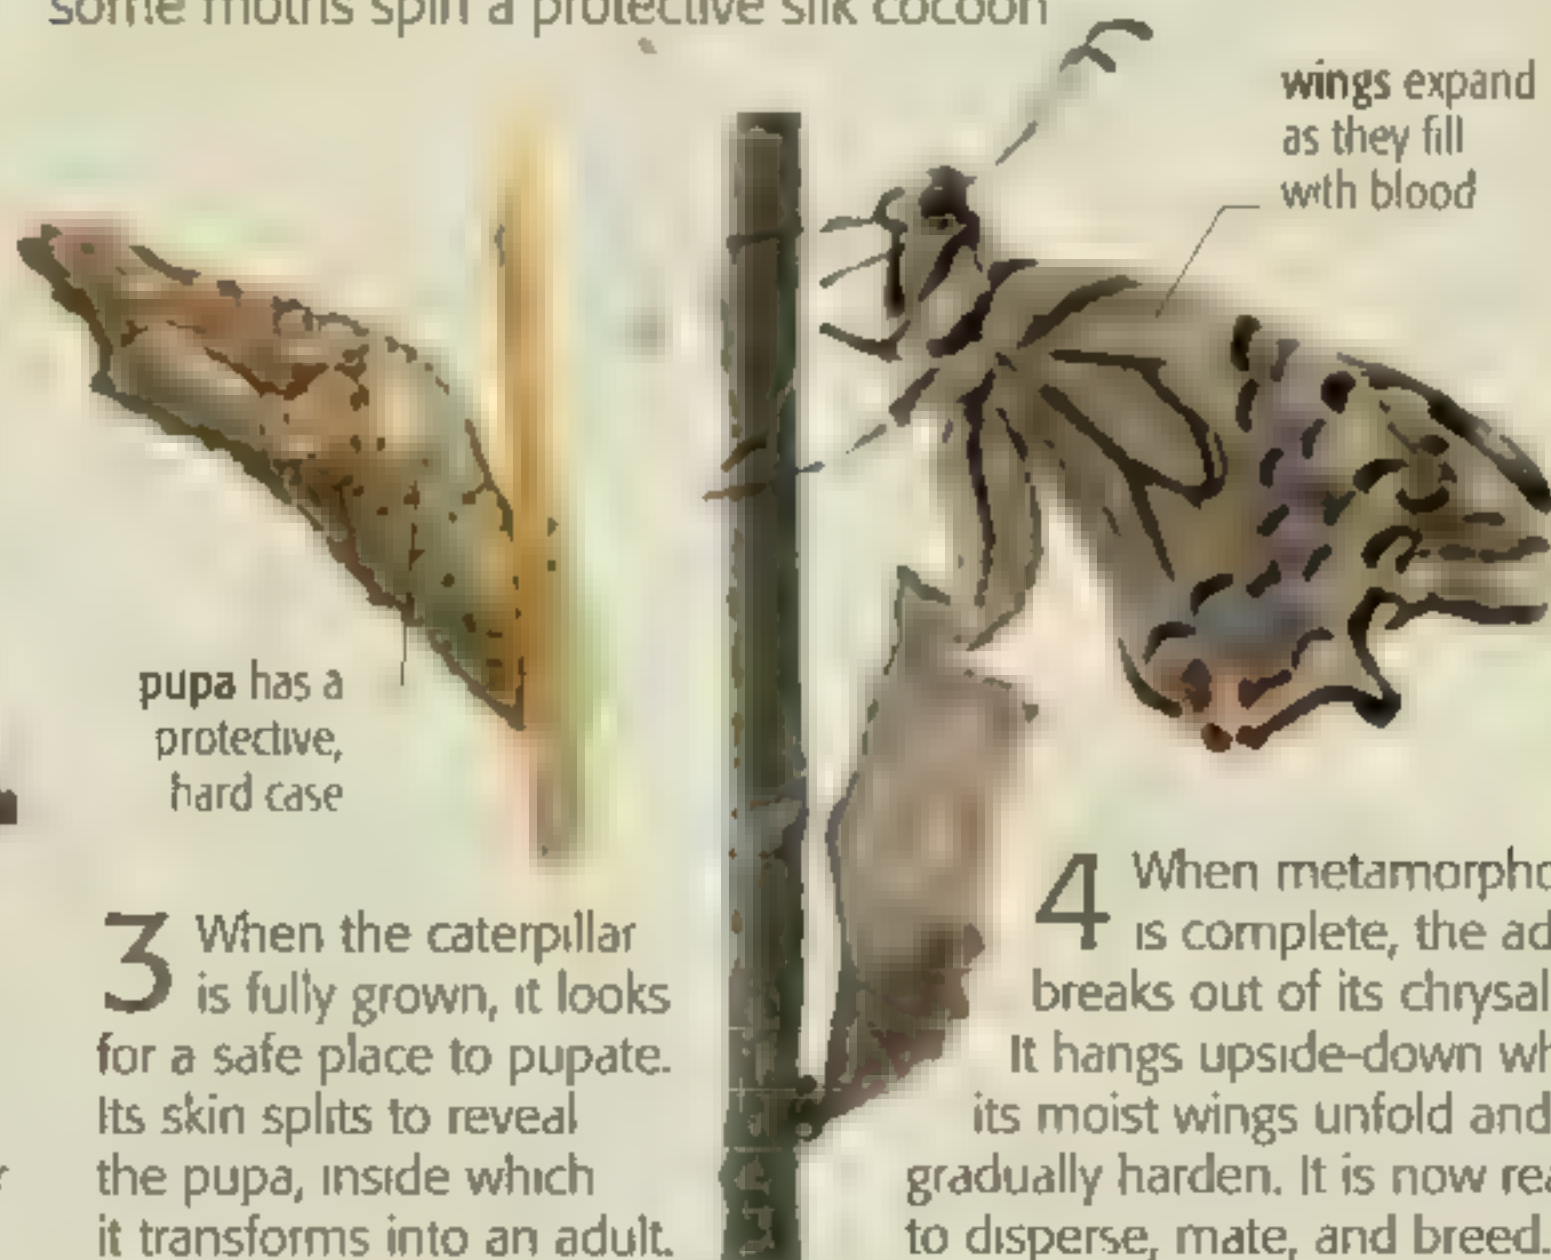 some moths spin a protective silk cocoon
wings expand
as they fill
with blood
pupa has a
protective,
hard case
3 When the caterpillar
is fully grown, it looks
for a safe place to pupate.
Its skin splits to reveal
the pupa, inside which
it transforms into an adult.
4 When metamorpho
is complete, the ad
breaks out of its chrysal
It hangs upside-down wh
its moist wings unfold and
gradually harden. It is now rea
to disperse, mate, and breed.